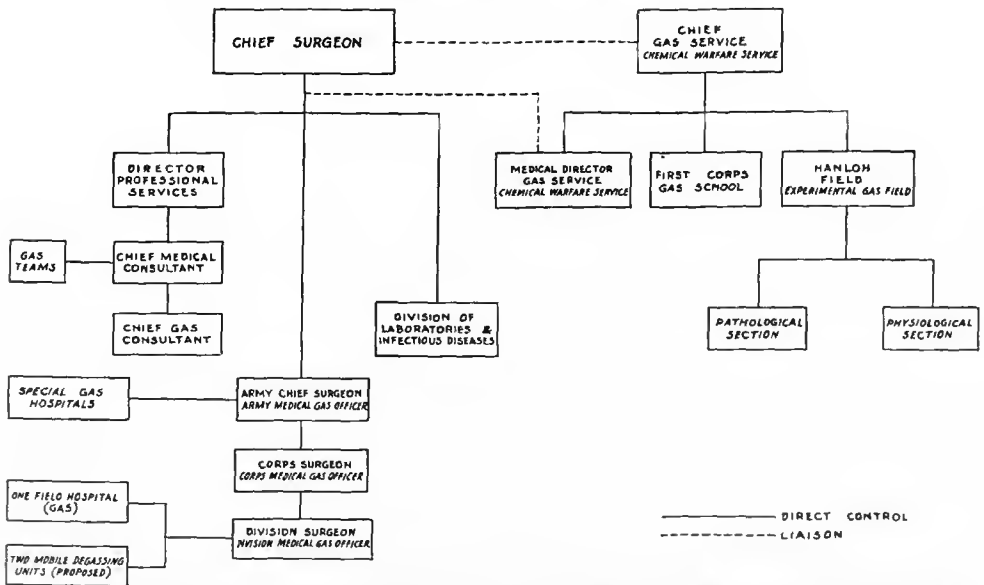 CHIEF SURGEON
CHIEF
GAS SERVICE
CHEMICAL WARFARE SERVICE
DIRECTOR
PROFESSIONAL
SERVICES
MEDICAL DIRECTOR
GAS SERVICE
CHEMICAL WARFARE SERVICE
FIRST CORPS
GAS SCHOOL
HANLOH
FIELD
EXPERIMENTAL GAS FIELD
GAS
TEAMS
CHIEF MEDICAL
CONSULTANT
CHIEF GAS
CONSULTANT
DIVISION OF
LABORATORIES &
INFECTIOUS DISEASES
PATHOLOGICAL
SECTION
PHYSIOLOGICAL
SECTION
SPECIAL GAS
HOSPITALS
ARMY CHIEF SURGEON
ARMY MEDICAL GAS OFFICER
CORPS SURGEON
CORPS MEDICAL GAS OFFICER
ONE FIELD HOSPITAL
(GAS)
DIVISION SURGEON
DIVISION MEDICAL GAS OFFICER
TWO MOBILE DEGASSING
UNITS (PROPOSED)
DIRECT CONTROL
LIAISON